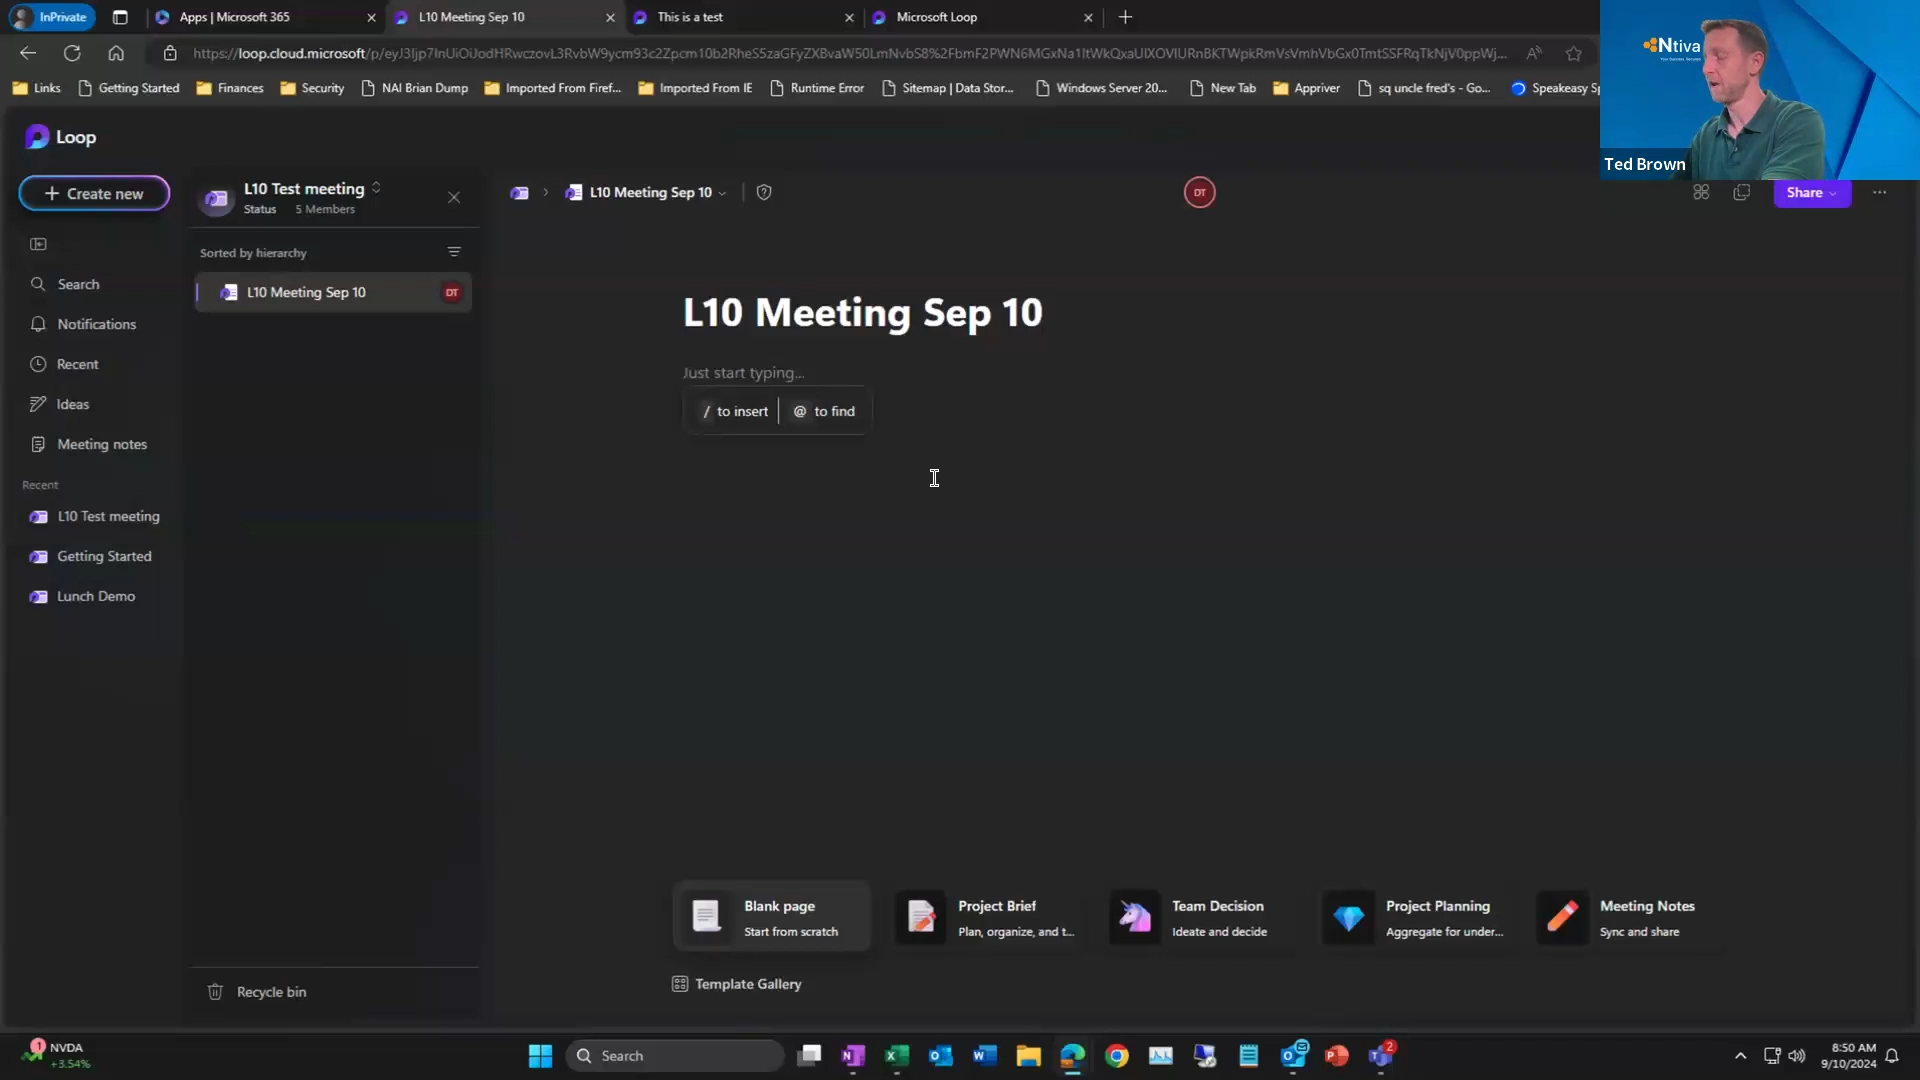 InPrivate
Apps | Microsoft 365
L10 Meeting Sep 10
This is a test
Microsoft Loop
Links
Getting Started
Finances
Security
NAI Brian Dump
Imported From Firef...
Imported From IE
Runtime Error
Sitemap | Data Stor...
Windows Server 20...
New Tab
Appriver
sq uncle fred's - Go...
Speakeasy Sp
Ntiva
Ted Brown
Loop
Create new
L10 Test meeting
Status 5 Members
L10 Meeting Sep 10
DT
Share
Sorted by hierarchy
L10 Meeting Sep 10
DT
Search
Notifications
Recent
Ideas
Meeting notes
Recent
L10 Test meeting
Getting Started
Lunch Demo
L10 Meeting Sep 10
Just start typing...
/ to insert
@ to find
Blank page
Start from scratch
Project Brief
Plan, organize, and t...
Team Decision
Ideate and decide
Project Planning
Aggregate for under...
Meeting Notes
Sync and share
Template Gallery
Recycle bin
1
NVDA
+3.54%
Search
2
8:50 AM
9/10/2024